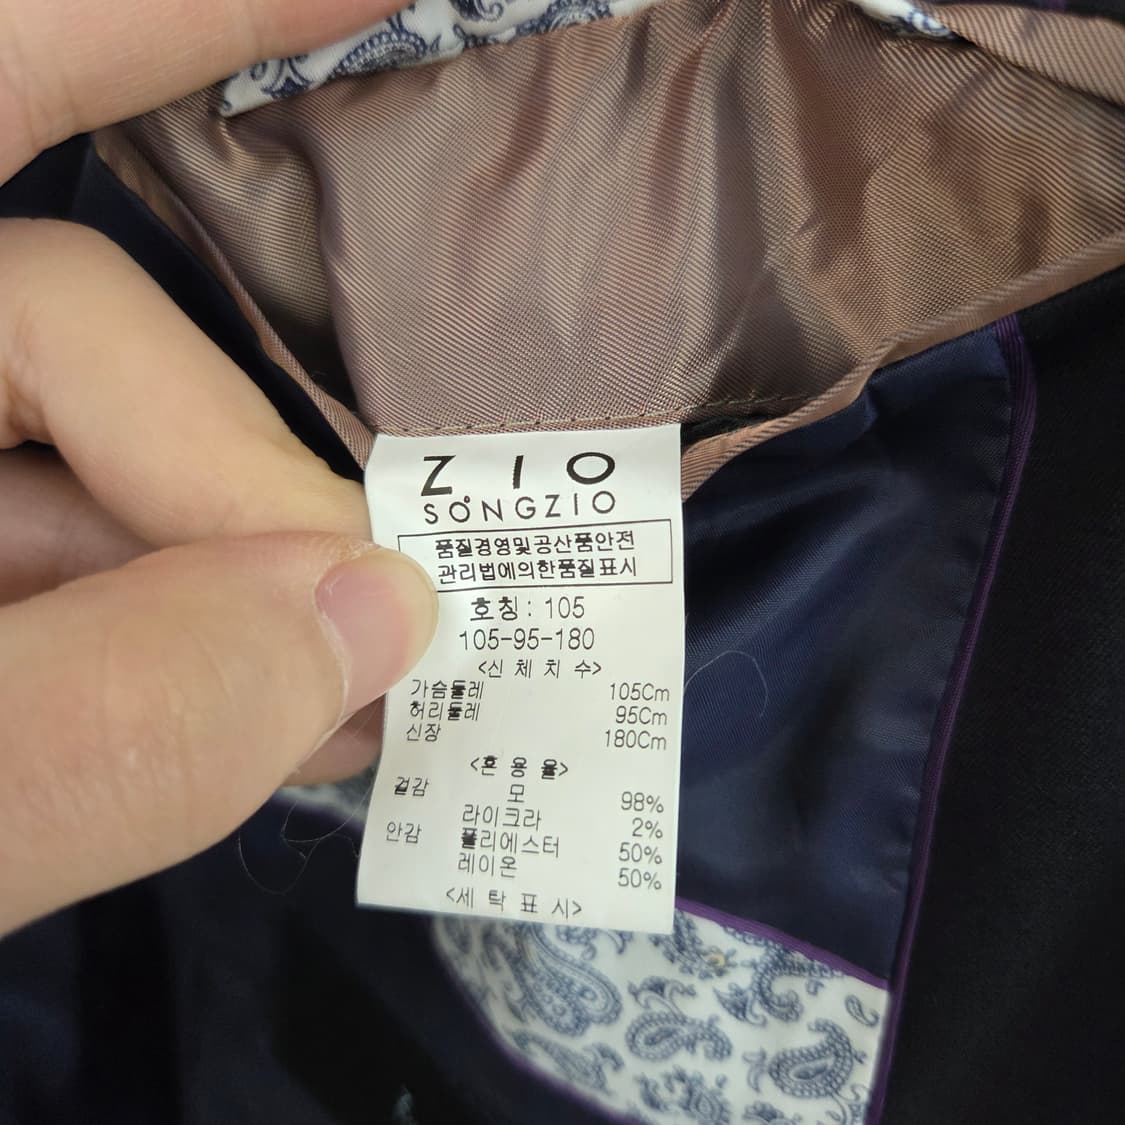 ZIO
SONGZIO
품질경영및공산품안전
관리법에의한품질표시
호칭: 105
105-95-180
<신 체 치 수>
가슴둘레 105Cm
허리둘레 95Cm
신장 180Cm
<혼 용 율>
겉감 모 98%
라이크라 2%
안감 폴리에스터 50%
레이온 50%
<세 탁 표 시>